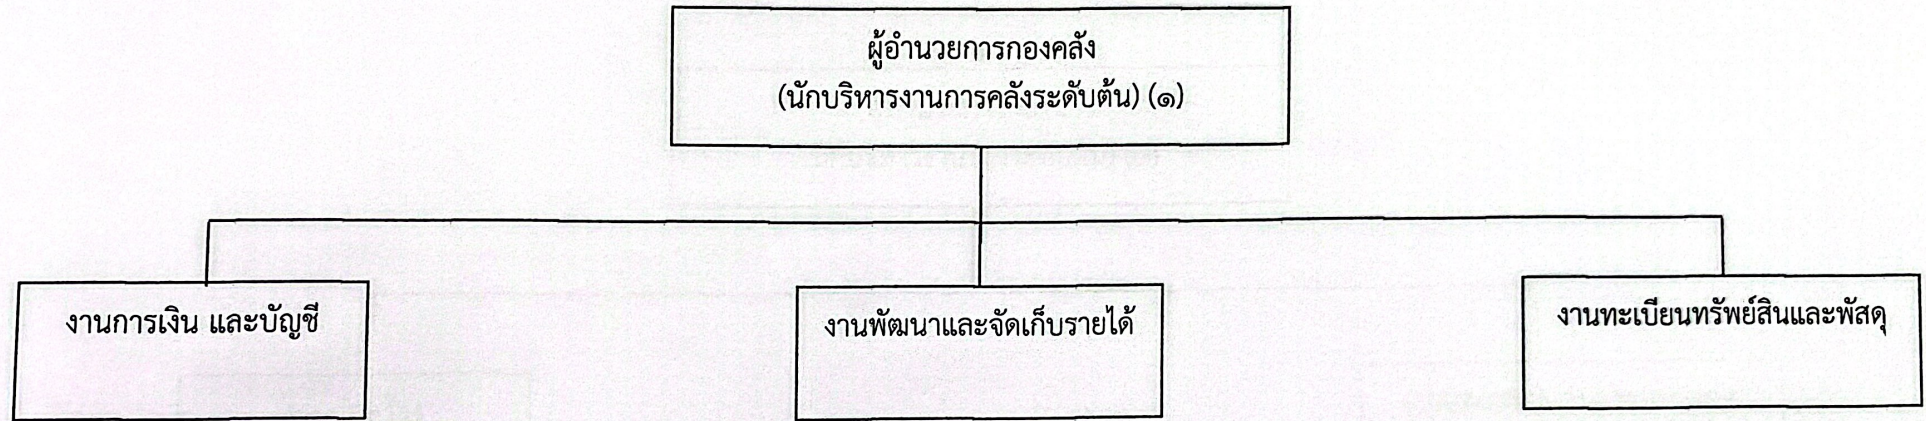 ผู้อำนวยการกองคลัง
(นักบริหารงานการคลังระดับต้น) (๑)
งานการเงิน และบัญชี
งานพัฒนาและจัดเก็บรายได้
งานทะเบียนทรัพย์สินและพัสดุ